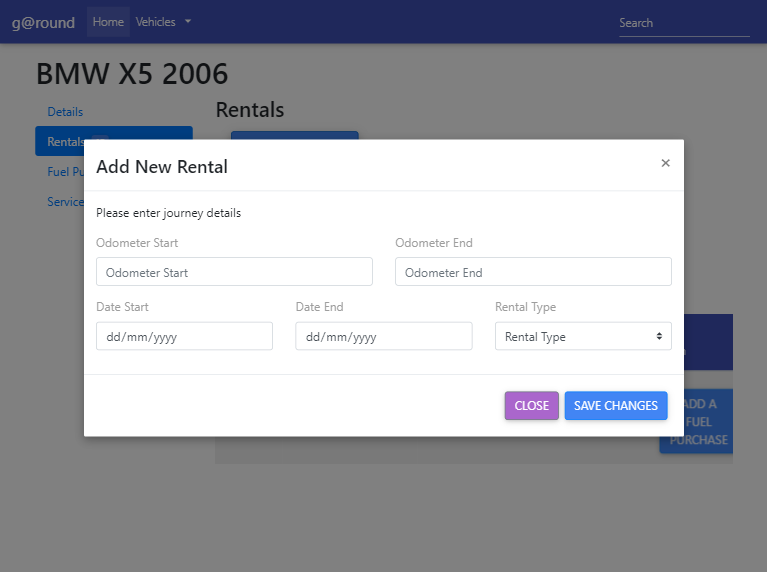 g@round Home Vehicles Search
BMW X5 2006
Details
Rentals
Rentals
Fuel
Service
Add New Rental ×
Please enter journey details
Odometer Start Odometer End
Odometer Start Odometer End
Date Start Date End Rental Type
dd/mm/yyyy dd/mm/yyyy Rental Type
CLOSE SAVE CHANGES
ADD A
FUEL
PURCHASE